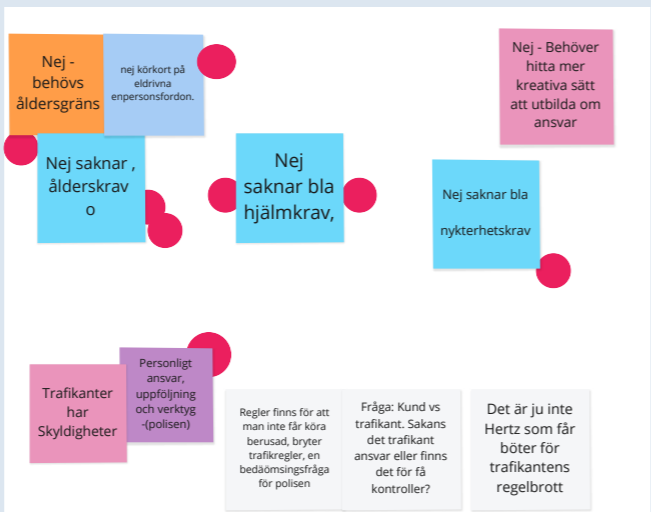 Nej -
behövs
åldersgräns
nej körkort på
eldrivna
enpersonsfordon.
Nej - Behöver
hitta mer
kreativa sätt
att utbilda om
ansvar
Nej saknar ,
ålderskrav
o
Nej
saknar bla
hjälmkrav,
Nej saknar bla
nykterhetskrav
Trafikanter
har
Skyldigheter
Personligt
ansvar,
uppföljning
och verktyg
-(polisen)
Regler finns för att
man inte får köra
berusad, bryter
trafikregler, en
bedäömsingsfråga
för polisen
Fråga: Kund vs
trafikant. Sakans
det trafikant
ansvar eller finns
det för få
kontroller?
Det är ju inte
Hertz som får
böter för
trafikantens
regelbrott